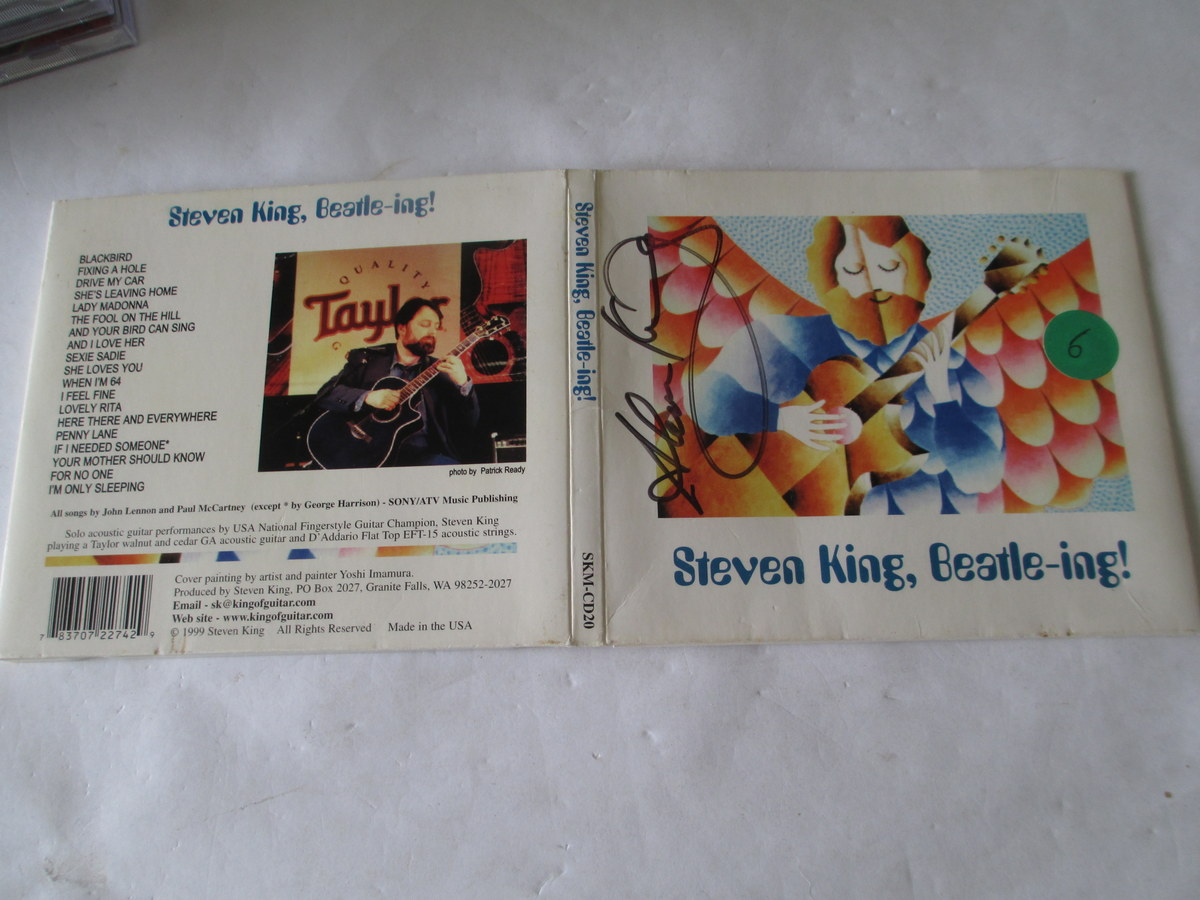 Steven King, Beatle-ing!
BLACKBIRD
FIXING A HOLE
DRIVE MY CAR
SHE'S LEAVING HOME
LADY MADONNA
THE FOOL ON THE HILL
AND YOUR BIRD CAN SING
AND I LOVE HER
SEXIE SADIE
SHE LOVES YOU
WHEN I'M 64
I FEEL FINE
LOVELY RITA
HERE THERE AND EVERYWHERE
PENNY LANE
IF I NEEDED SOMEONE*
YOUR MOTHER SHOULD KNOW
FOR NO ONE
I'M ONLY SLEEPING
QUALITY
photo by Patrick Ready
All songs by John Lennon and Paul McCartney (except * by George Harrison) - SONY/ATV Music Publishing
Solo acoustic guitar performances by USA National Fingerstyle Guitar Champion, Steven King
playing a Taylor walnut and cedar GA acoustic guitar and D'Addario Flat Top EFT-15 acoustic strings.
Cover painting by artist and painter Yoshi Imamura.
Produced by Steven King, PO Box 2027, Granite Falls, WA 98252-2027
Email - sk@kingofguitar.com
Web site - www.kingofguitar.com
© 1999 Steven King All Rights Reserved Made in the USA
7 83707 22742 9
Steven King, Beatle-ing!
SKM-CD20
6
Steven King, Beatle-ing!